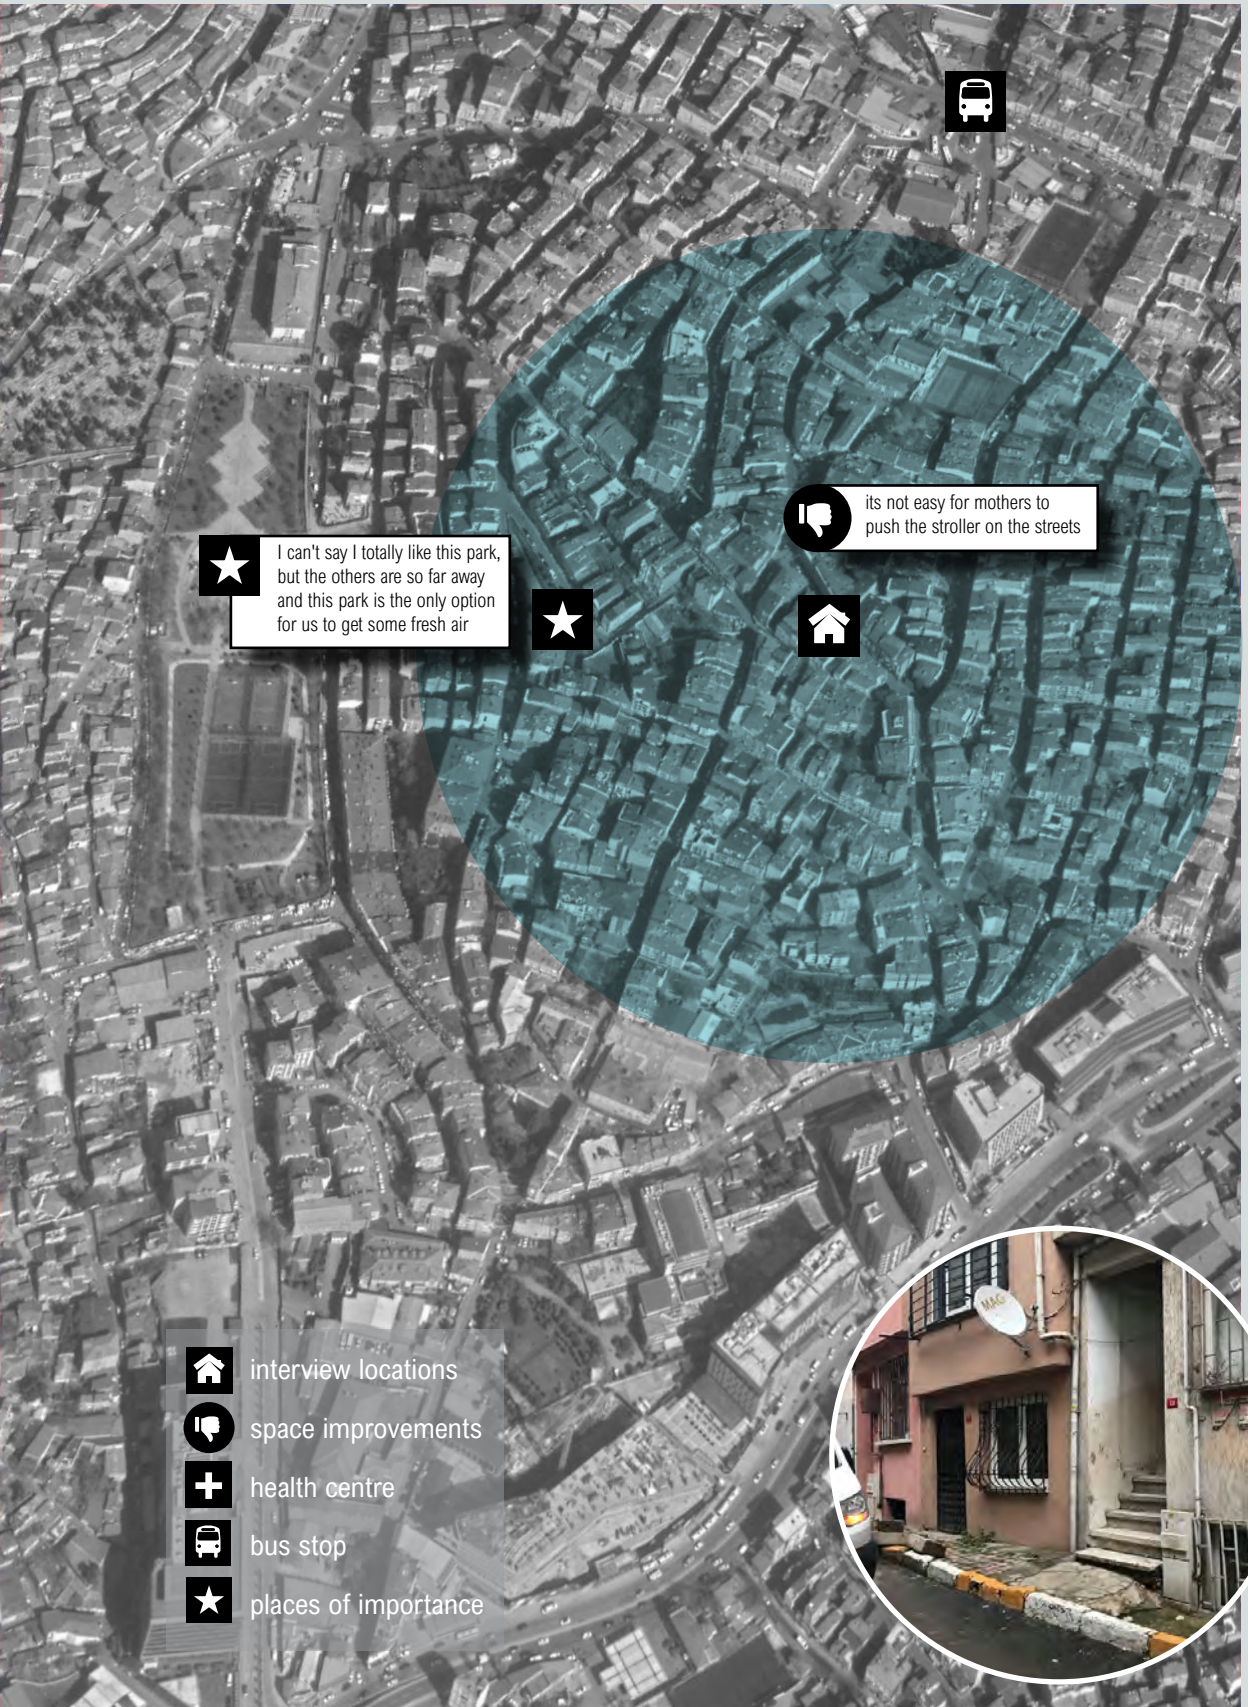 its not easy for mothers to
push the stroller on the streets
I can't say I totally like this park,
but the others are so far away
and this park is the only option
for us to get some fresh air
MAG
interview locations
space improvements
health centre
bus stop
places of importance